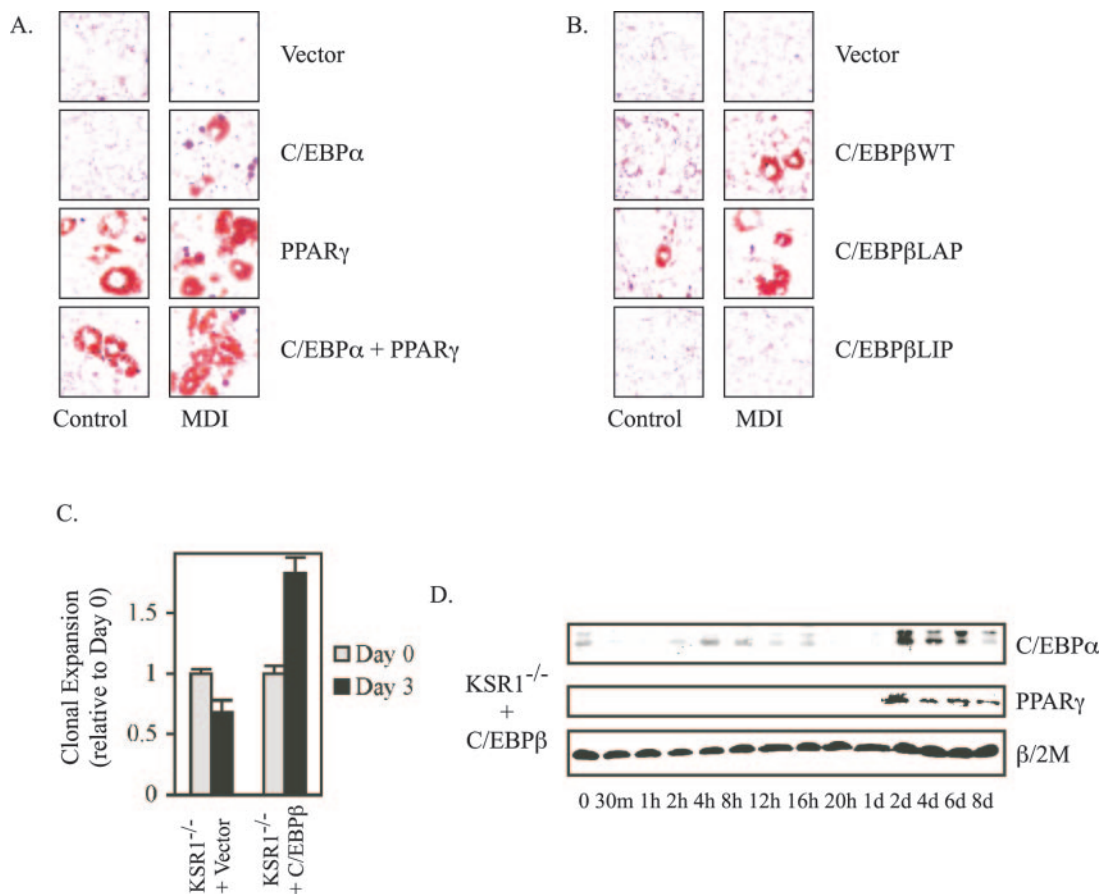 A.
Vector
C/EBPα
PPARγ
C/EBPα + PPARγ
Control MDI
B.
Vector
C/EBPβWT
C/EBPβLAP
C/EBPβLIP
Control MDI
C.
Clonal Expansion
(relative to Day 0)
1.5
1
0.5
0
Day 0
Day 3
KSR1-/-
+ Vector
KSR1-/-
+ C/EBPβ
D.
KSR1-/-
+
C/EBPβ
C/EBPα
PPARγ
β/2M
0 30m 1h 2h 4h 8h 12h 16h 20h 1d 2d 4d 6d 8d